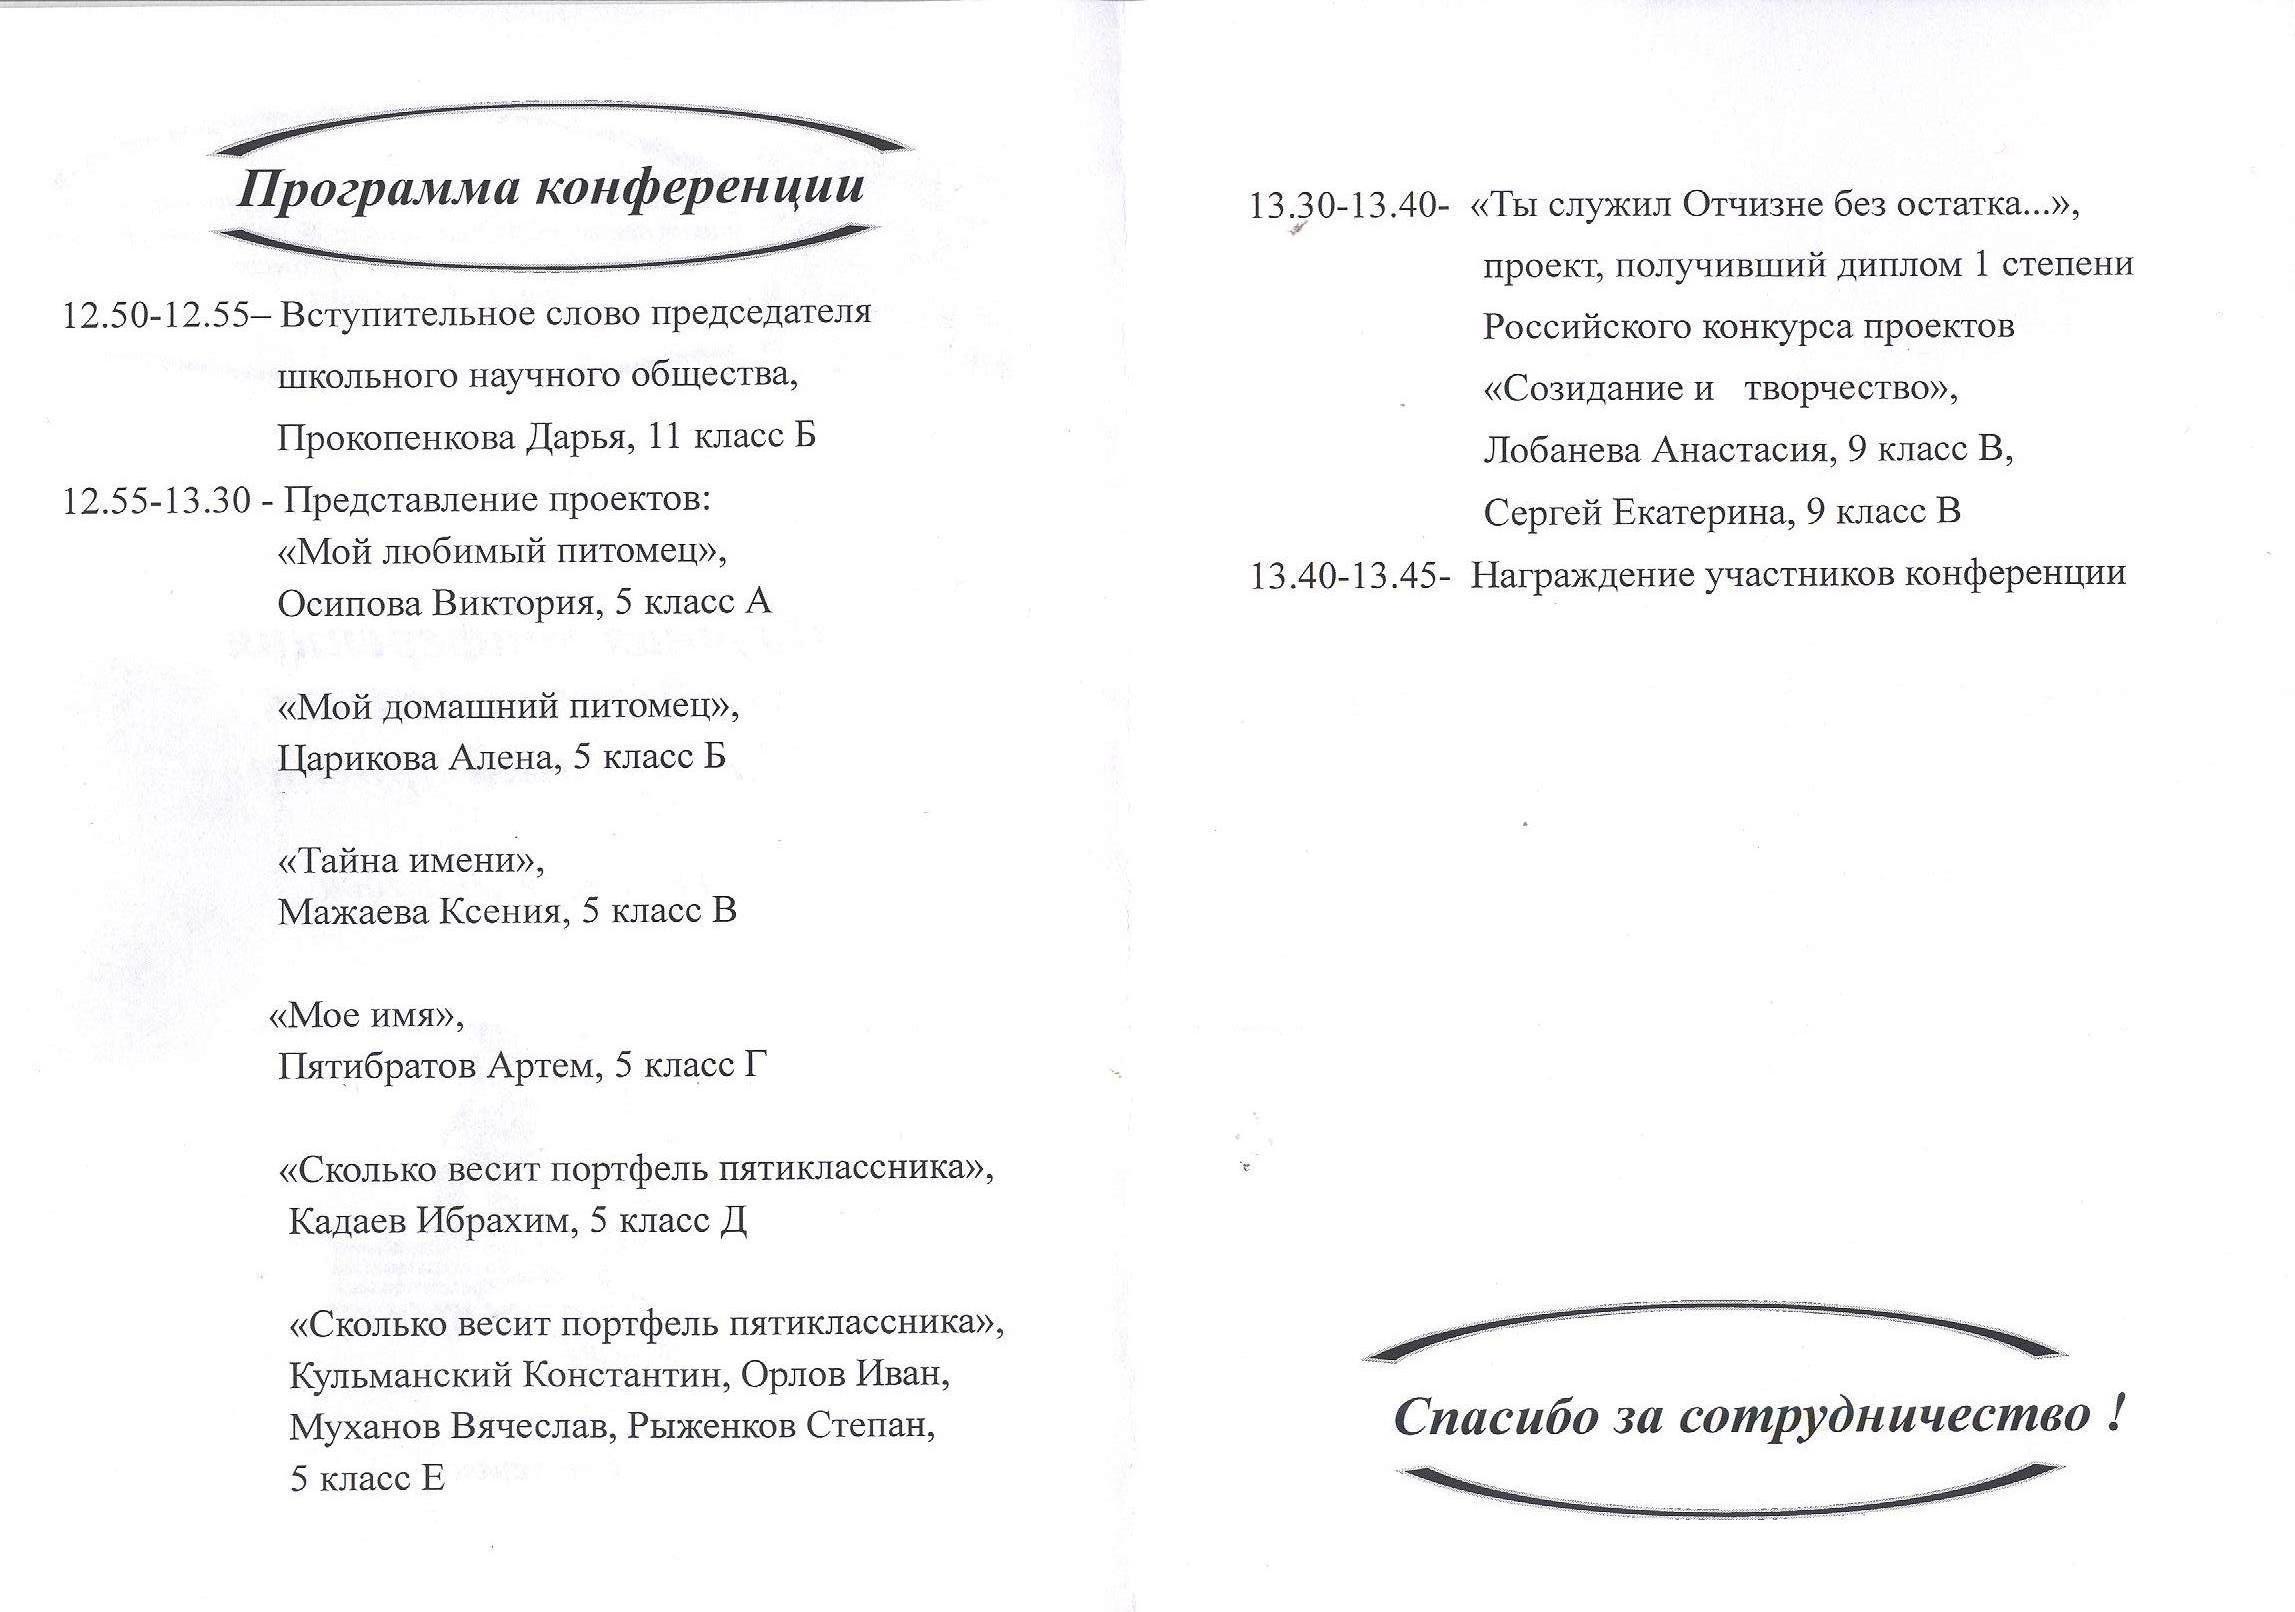 Программа конференции
12.50-12.55– Вступительное слово председателя
школьного научного общества,
Прокопенкова Дарья, 11 класс Б
12.55-13.30 - Представление проектов:
«Мой любимый питомец»,
Осипова Виктория, 5 класс А
«Мой домашний питомец»,
Царикова Алена, 5 класс Б
«Тайна имени»,
Мажаева Ксения, 5 класс В
«Мое имя»,
Пятибратов Артем, 5 класс Г
«Сколько весит портфель пятиклассника»,
Кадаев Ибрахим, 5 класс Д
«Сколько весит портфель пятиклассника»,
Кульманский Константин, Орлов Иван,
Муханов Вячеслав, Рыженков Степан,
5 класс Е
13.30-13.40- «Ты служил Отчизне без остатка...»,
проект, получивший диплом 1 степени
Российского конкурса проектов
«Созидание и творчество»,
Лобанева Анастасия, 9 класс В,
Сергей Екатерина, 9 класс В
13.40-13.45- Награждение участников конференции
Спасибо за сотрудничество !